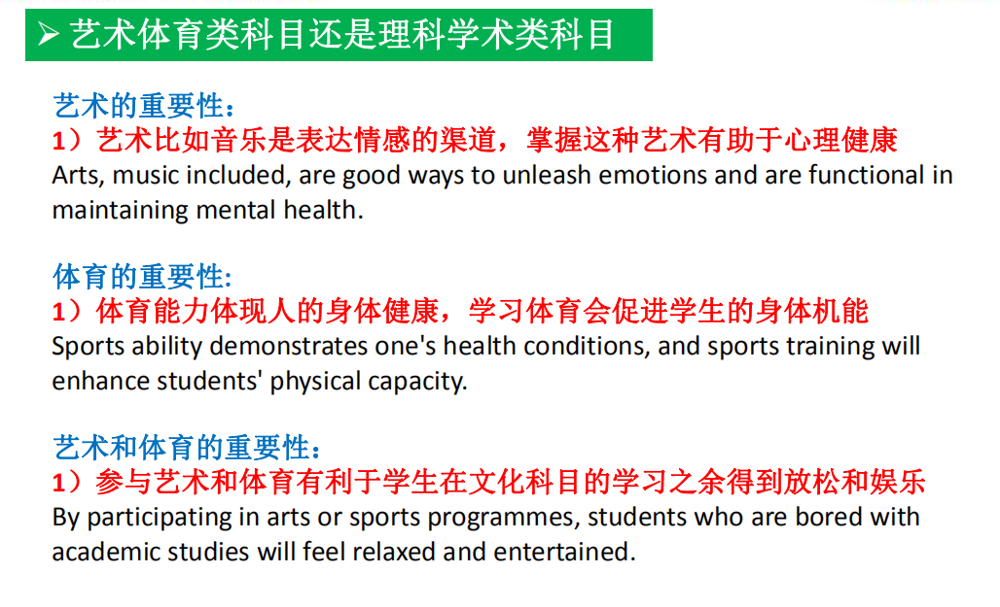 ➢ 艺术体育类科目还是理科学术类科目
艺术的重要性：
1）艺术比如音乐是表达情感的渠道，掌握这种艺术有助于心理健康
Arts, music included, are good ways to unleash emotions and are functional in
maintaining mental health.
体育的重要性:
1）体育能力体现人的身体健康，学习体育会促进学生的身体机能
Sports ability demonstrates one's health conditions, and sports training will
enhance students' physical capacity.
艺术和体育的重要性：
1）参与艺术和体育有利于学生在文化科目的学习之余得到放松和娱乐
By participating in arts or sports programmes, students who are bored with
academic studies will feel relaxed and entertained.